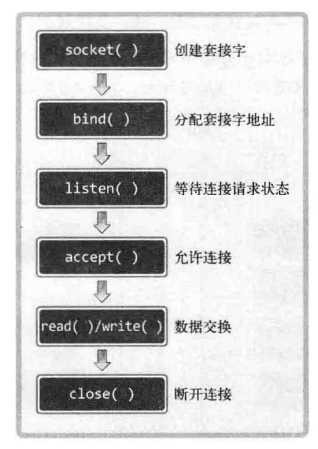 socket( ) 创建套接字
bind( ) 分配套接字地址
listen( ) 等待连接请求状态
accept( ) 允许连接
read( )/write( ) 数据交换
close( ) 断开连接